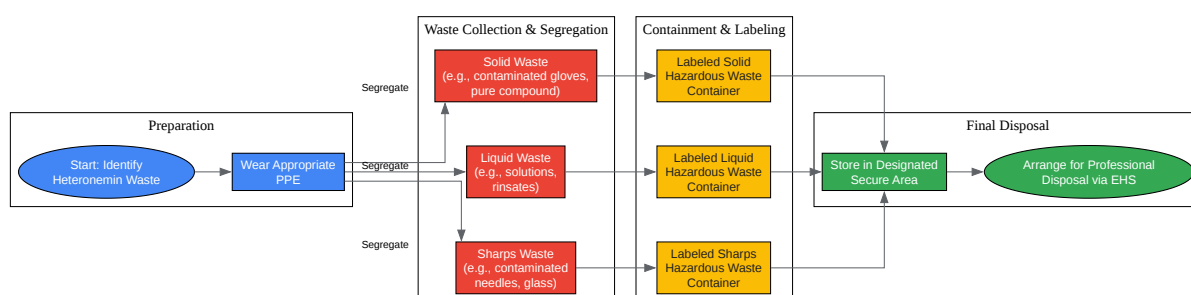 Preparation
Start: Identify
Heteronemin Waste
Wear Appropriate
PPE
Segregate
Segregate
Segregate
Waste Collection & Segregation
Solid Waste
(e.g., contaminated gloves,
pure compound)
Liquid Waste
(e.g., solutions,
rinsates)
Sharps Waste
(e.g., contaminated
needles, glass)
Containment & Labeling
Labeled Solid
Hazardous Waste
Container
Labeled Liquid
Hazardous Waste
Container
Labeled Sharps
Hazardous Waste
Container
Final Disposal
Store in Designated
Secure Area
Arrange for Professional
Disposal via EHS